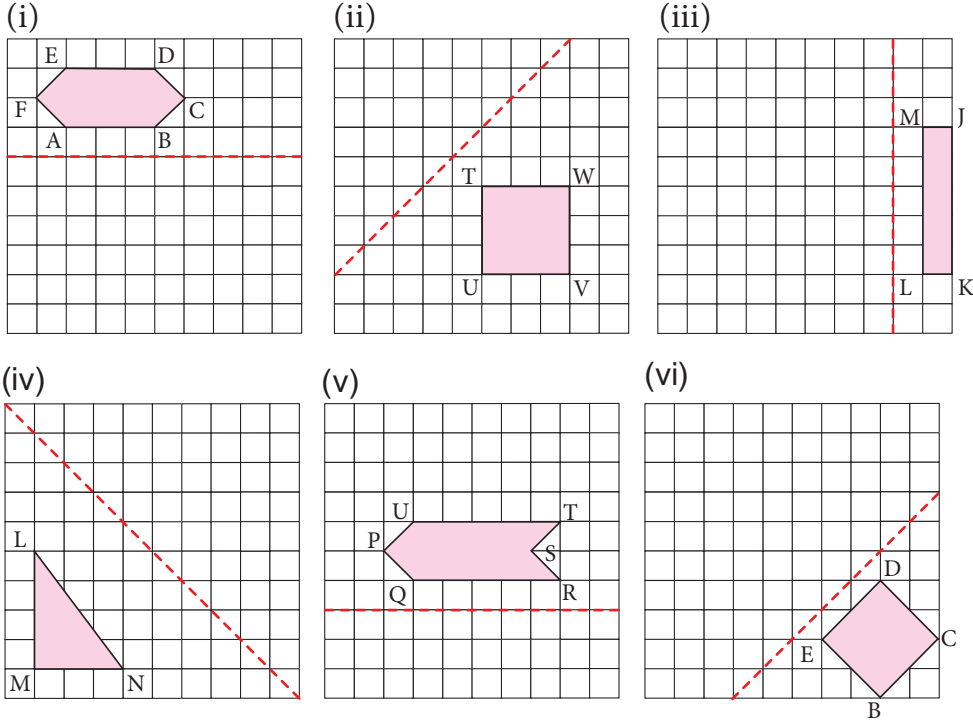 (i) (ii) (iii)
E D
F C
A B
T W
U V
M J
L K
(iv) (v) (vi)
L
M N
U T
P S
Q R
D
E C
B